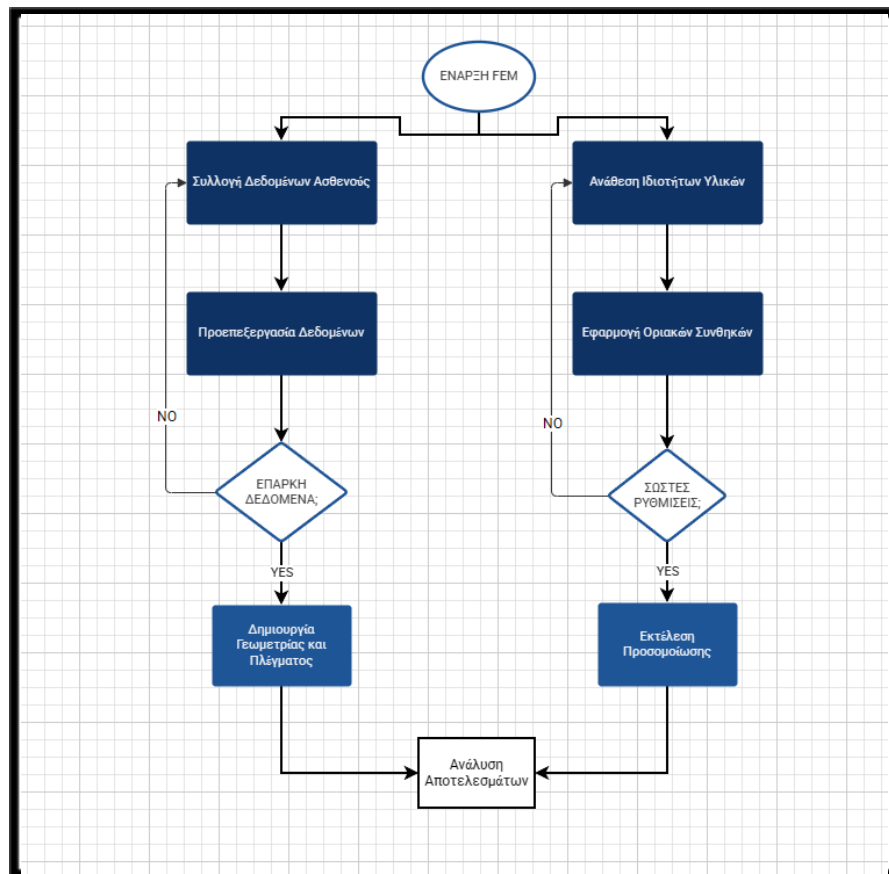 ΕΝΑΡΞΗ FEM
Συλλογή Δεδομένων Ασθενούς
Ανάθεση Ιδιοτήτων Υλικών
Προεπεξεργασία Δεδομένων
Εφαρμογή Οριακών Συνθηκών
NO
NO
ΕΠΑΡΚΗ
ΔΕΔΟΜΕΝΑ;
ΣΩΣΤΕΣ
ΡΥΘΜΙΣΕΙΣ;
YES
YES
Δημιουργία
Γεωμετρίας και
Πλέγματος
Εκτέλεση
Προσομοίωσης
Ανάλυση
Αποτελεσμάτων